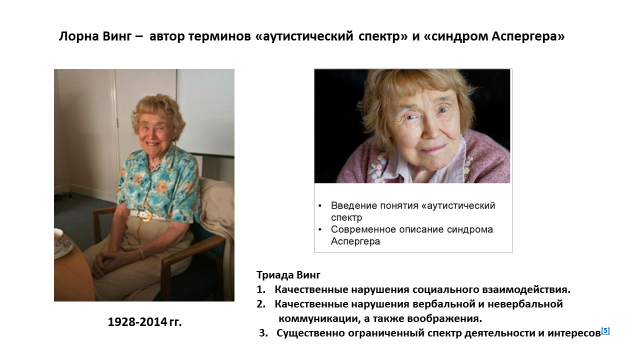 Лорна Винг – автор терминов «аутистический спектр» и «синдром Аспергера»
• Введение понятия «аутистический
спектр
• Современное описание синдрома
Аспергера
Триада Винг
1. Качественные нарушения социального взаимодействия.
2. Качественные нарушения вербальной и невербальной
коммуникации, а также воображения.
3. Существенно ограниченный спектр деятельности и интересов[5]
1928-2014 гг.